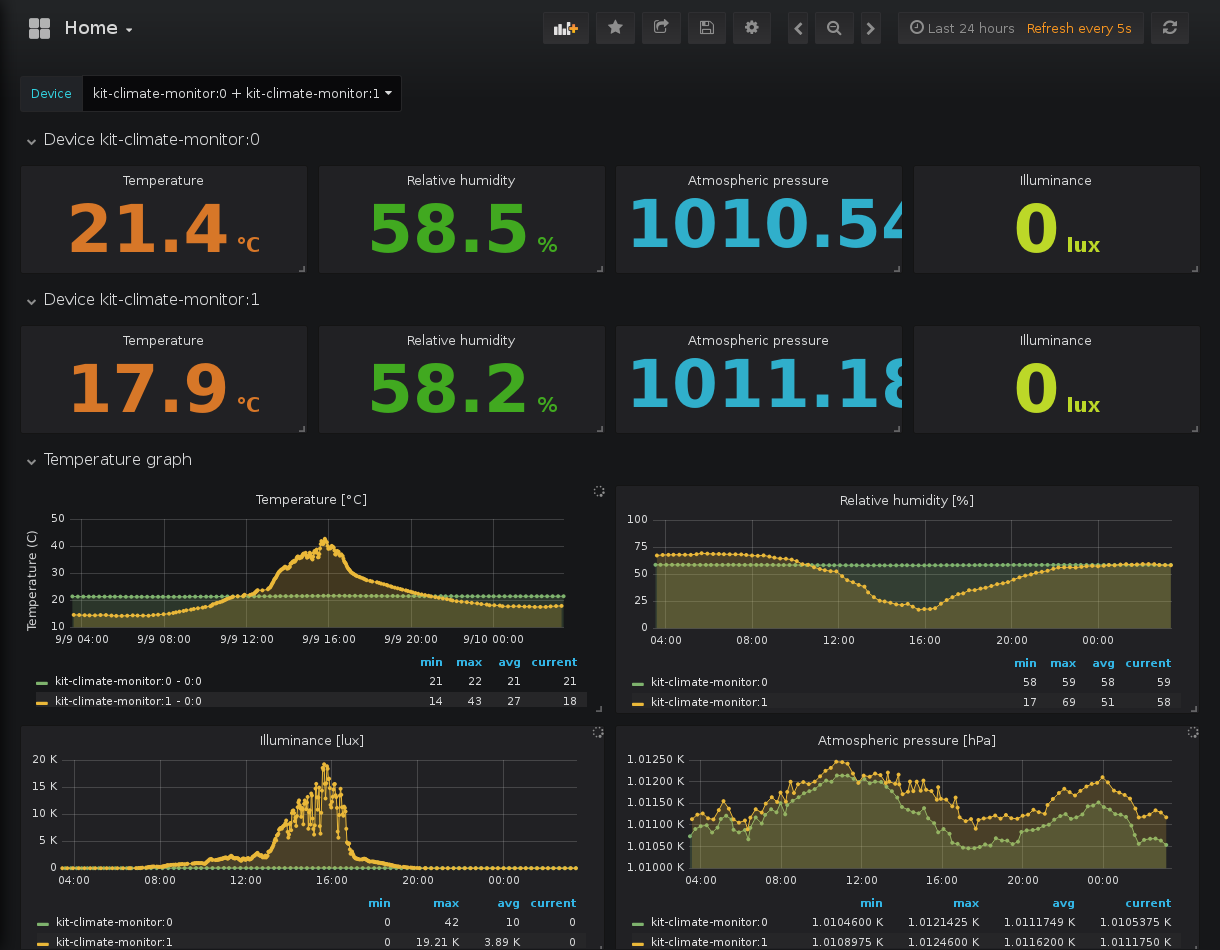 Home
Last 24 hours Refresh every 5s
Device kit-climate-monitor:0 + kit-climate-monitor:1
Device kit-climate-monitor:0
Temperature Relative humidity Atmospheric pressure Illuminance
21.4 °C 58.5 % 1010.54 0 lux
Device kit-climate-monitor:1
Temperature Relative humidity Atmospheric pressure Illuminance
17.9 °C 58.2 % 1011.18 0 lux
Temperature graph
Temperature [°C]
Temperature (C)
50
40
30
20
10
9/9 04:00 9/9 08:00 9/9 12:00 9/9 16:00 9/9 20:00 9/10 00:00
min max avg current
kit-climate-monitor:0 - 0:0 21 22 21 21
kit-climate-monitor:1 - 0:0 14 43 27 18
Relative humidity [%]
100
75
50
25
0
04:00 08:00 12:00 16:00 20:00 00:00
min max avg current
kit-climate-monitor:0 58 59 58 59
kit-climate-monitor:1 17 69 51 58
Illuminance [lux]
20 K
15 K
10 K
5 K
0
04:00 08:00 12:00 16:00 20:00 00:00
min max avg current
kit-climate-monitor:0 0 42 10 0
kit-climate-monitor:1 0 19.21 K 3.89 K 0
Atmospheric pressure [hPa]
1.01250 K
1.01200 K
1.01150 K
1.01100 K
1.01050 K
1.01000 K
04:00 08:00 12:00 16:00 20:00 00:00
min max avg current
kit-climate-monitor:0 1.0104600 K 1.0121425 K 1.0111749 K 1.0105375 K
kit-climate-monitor:1 1.0108975 K 1.0124600 K 1.0116200 K 1.0111750 K